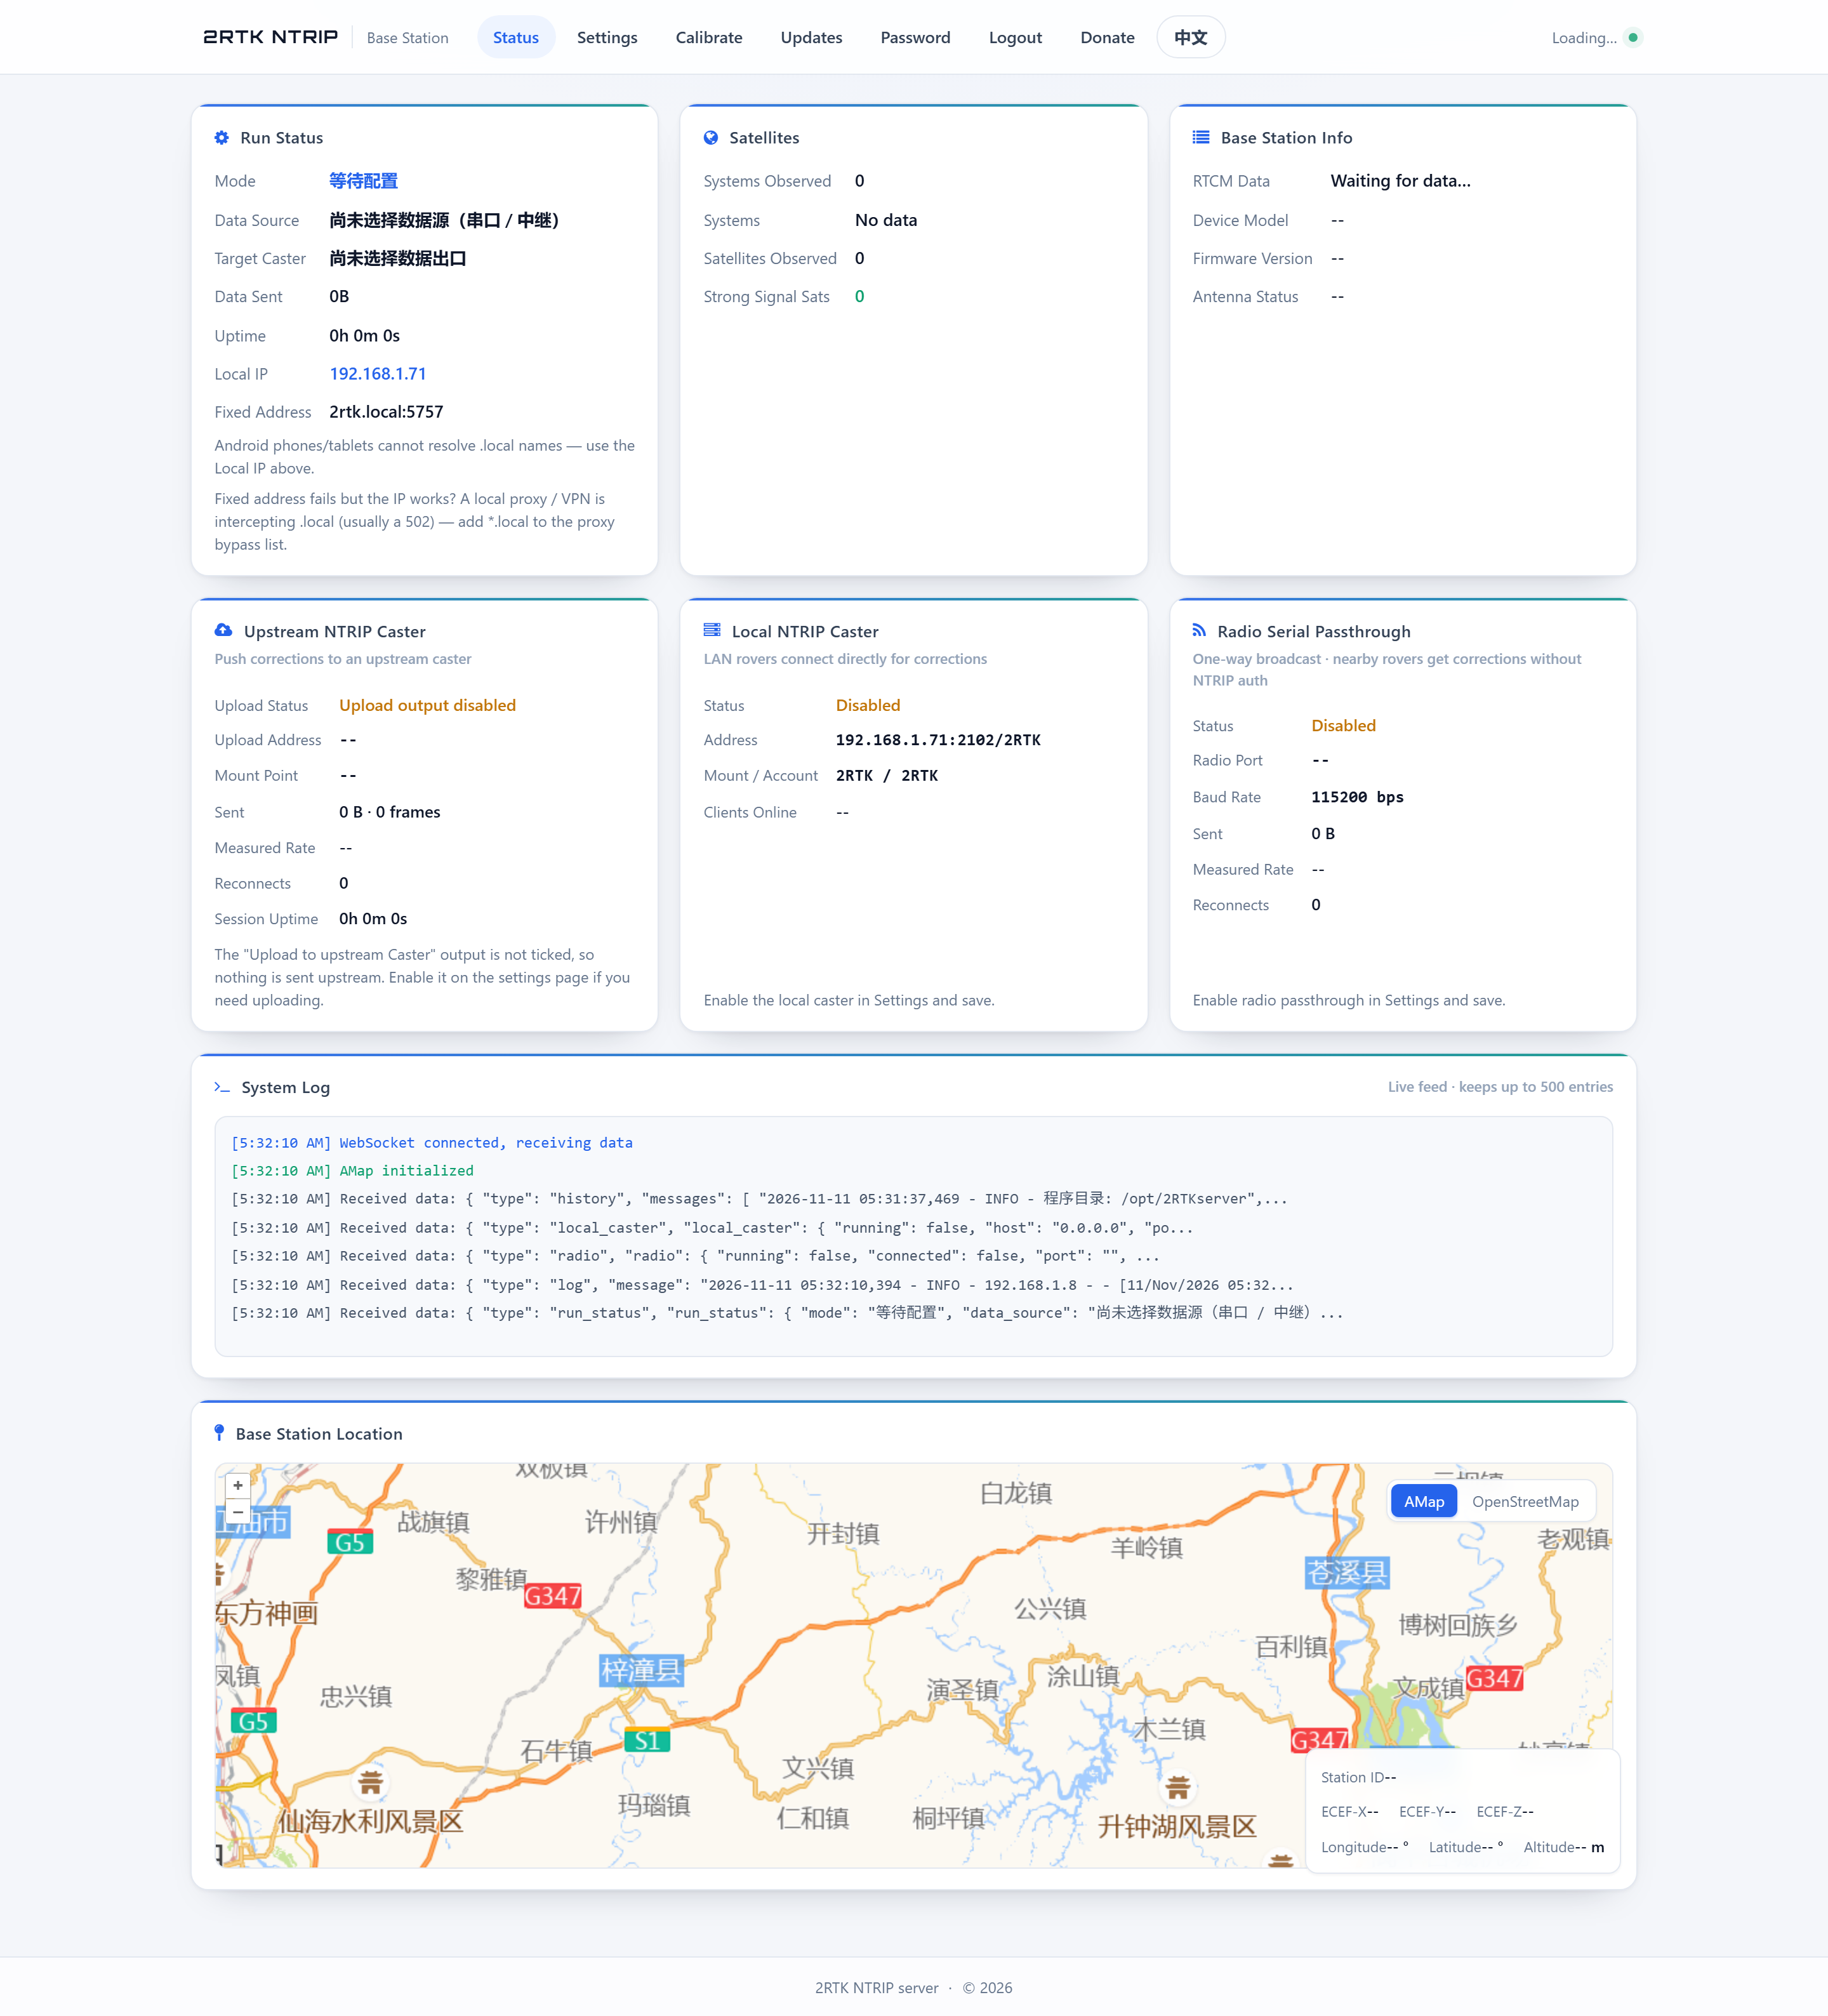 2RTK NTRIP
Base Station
Status
Settings
Calibrate
Updates
Password
Logout
Donate
中文
Loading...
Run Status
Mode 等待配置
Data Source 尚未选择数据源（串口 / 中继）
Target Caster 尚未选择数据出口
Data Sent 0B
Uptime 0h 0m 0s
Local IP 192.168.1.71
Fixed Address 2rtk.local:5757
Android phones/tablets cannot resolve .local names — use the
Local IP above.
Fixed address fails but the IP works? A local proxy / VPN is
intercepting .local (usually a 502) — add *.local to the proxy
bypass list.
Satellites
Systems Observed 0
Systems No data
Satellites Observed 0
Strong Signal Sats 0
Base Station Info
RTCM Data Waiting for data...
Device Model --
Firmware Version --
Antenna Status --
Upstream NTRIP Caster
Push corrections to an upstream caster
Upload Status Upload output disabled
Upload Address --
Mount Point --
Sent 0 B · 0 frames
Measured Rate --
Reconnects 0
Session Uptime 0h 0m 0s
The "Upload to upstream Caster" output is not ticked, so
nothing is sent upstream. Enable it on the settings page if you
need uploading.
Local NTRIP Caster
LAN rovers connect directly for corrections
Status Disabled
Address 192.168.1.71:2102/2RTK
Mount / Account 2RTK / 2RTK
Clients Online --
Enable the local caster in Settings and save.
Radio Serial Passthrough
One-way broadcast · nearby rovers get corrections without
NTRIP auth
Status Disabled
Radio Port --
Baud Rate 115200 bps
Sent 0 B
Measured Rate --
Reconnects 0
Enable radio passthrough in Settings and save.
System Log
Live feed · keeps up to 500 entries
[5:32:10 AM] WebSocket connected, receiving data
[5:32:10 AM] AMap initialized
[5:32:10 AM] Received data: { "type": "history", "messages": [ "2026-11-11 05:31:37,469 - INFO - 程序目录: /opt/2RTKserver",...
[5:32:10 AM] Received data: { "type": "local_caster", "local_caster": { "running": false, "host": "0.0.0.0", "po...
[5:32:10 AM] Received data: { "type": "radio", "radio": { "running": false, "connected": false, "port": "", ...
[5:32:10 AM] Received data: { "type": "log", "message": "2026-11-11 05:32:10,394 - INFO - 192.168.1.8 - - [11/Nov/2026 05:32...
[5:32:10 AM] Received data: { "type": "run_status", "run_status": { "mode": "等待配置", "data_source": "尚未选择数据源（串口 / 中继）...
Base Station Location
+
−
AMap
OpenStreetMap
双板镇
白龙镇
江油市
战旗镇
许州镇
开封镇
羊岭镇
老观镇
G5
苍溪县
黎雅镇
G347
东方神画
公兴镇
博树回族乡
百利镇
梓潼县
凤镇
忠兴镇
演圣镇
涂山镇
文成镇
G347
G5
S1
木兰镇
G347
石牛镇
文兴镇
玛瑙镇
仁和镇
桐坪镇
仙海水利风景区
升钟湖风景区
Station ID--
ECEF-X-- ECEF-Y-- ECEF-Z--
Longitude-- ° Latitude-- ° Altitude-- m
2RTK NTRIP server · © 2026